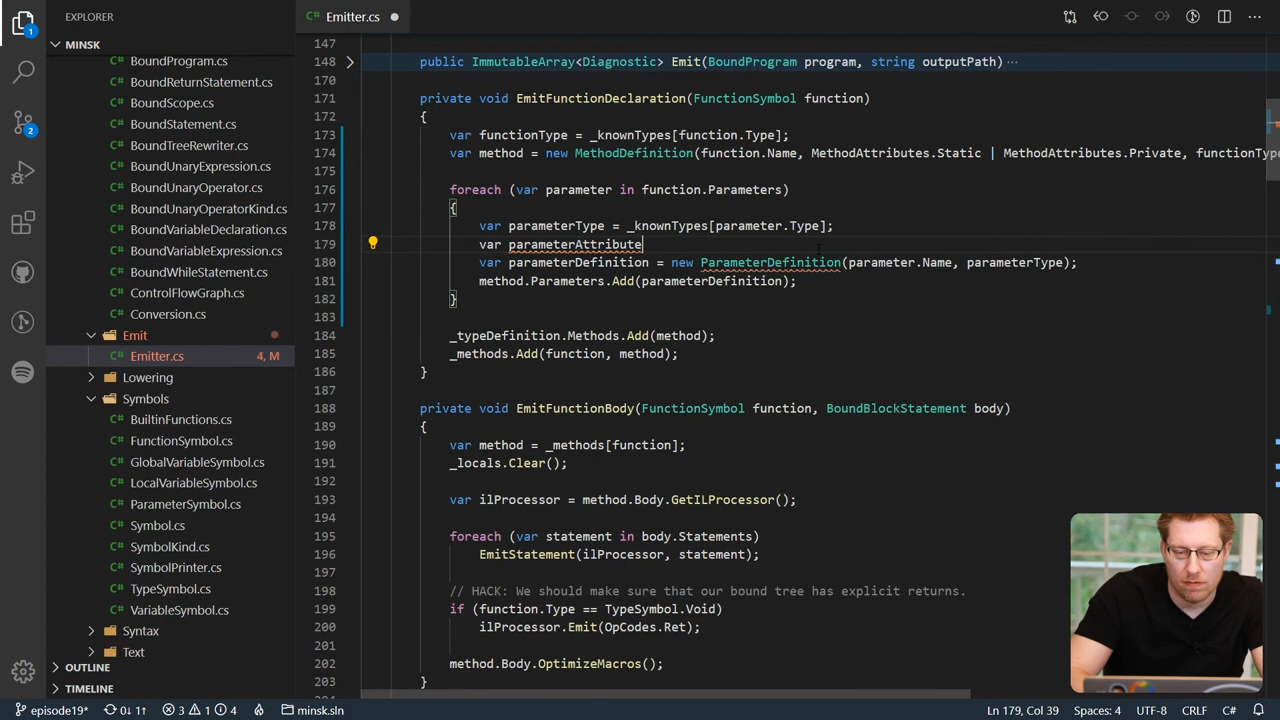 EXPLORER
Emitter.cs
MINSK
BoundProgram.cs
BoundReturnStatement.cs
BoundScope.cs
BoundStatement.cs
BoundTreeRewriter.cs
BoundUnaryExpression.cs
BoundUnaryOperator.cs
BoundUnaryOperatorKind.cs
BoundVariableDeclaration.cs
BoundVariableExpression.cs
BoundWhileStatement.cs
ControlFlowGraph.cs
Conversion.cs
Emit
Emitter.cs 4, M
Lowering
Symbols
BuiltinFunctions.cs
FunctionSymbol.cs
GlobalVariableSymbol.cs
LocalVariableSymbol.cs
ParameterSymbol.cs
Symbol.cs
SymbolKind.cs
SymbolPrinter.cs
TypeSymbol.cs
VariableSymbol.cs
Syntax
Text
OUTLINE
TIMELINE
1
2
147
148 public ImmutableArray<Diagnostic> Emit(BoundProgram program, string outputPath) ···
170
171 private void EmitFunctionDeclaration(FunctionSymbol function)
172 {
173 var functionType = _knownTypes[function.Type];
174 var method = new MethodDefinition(function.Name, MethodAttributes.Static | MethodAttributes.Private, functionType
175
176 foreach (var parameter in function.Parameters)
177 {
178 var parameterType = _knownTypes[parameter.Type];
179 var parameterAttribute
180 var parameterDefinition = new ParameterDefinition(parameter.Name, parameterType);
181 method.Parameters.Add(parameterDefinition);
182 }
183
184 _typeDefinition.Methods.Add(method);
185 _methods.Add(function, method);
186 }
187
188 private void EmitFunctionBody(FunctionSymbol function, BoundBlockStatement body)
189 {
190 var method = _methods[function];
191 _locals.Clear();
192
193 var ilProcessor = method.Body.GetILProcessor();
194
195 foreach (var statement in body.Statements)
196 EmitStatement(ilProcessor, statement);
197
198 // HACK: We should make sure that our bound tree has explicit returns.
199 if (function.Type == TypeSymbol.Void)
200 ilProcessor.Emit(OpCodes.Ret);
201
202 method.Body.OptimizeMacros();
203 }
episode19* 0↓ 1↑ 3 1 4 minsk.sln Ln 179, Col 39 Spaces: 4 UTF-8 CRLF C#